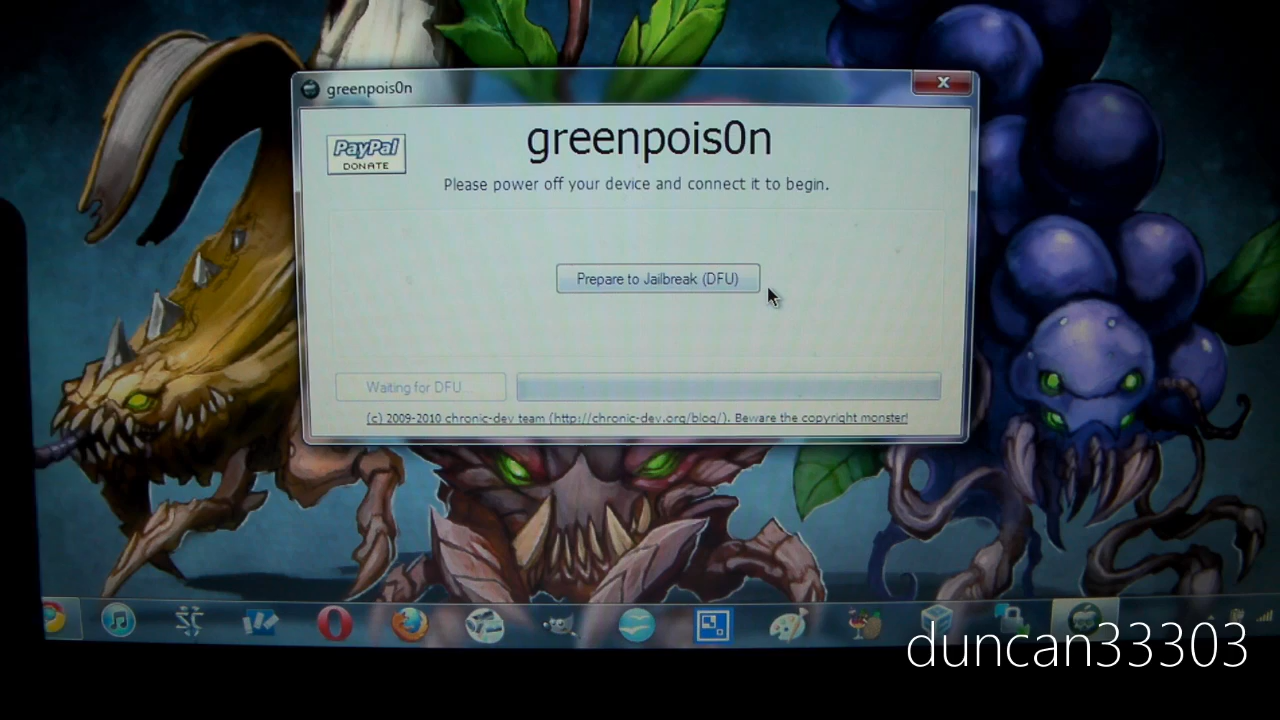 greenpois0n
greenpois0n
PayPal
DONATE
Please power off your device and connect it to begin.
Prepare to Jailbreak (DFU)
Waiting for DFU...
(c) 2009-2010 chronic-dev team (http://chronic-dev.org/blog/). Beware the copyright monster!
duncan33303